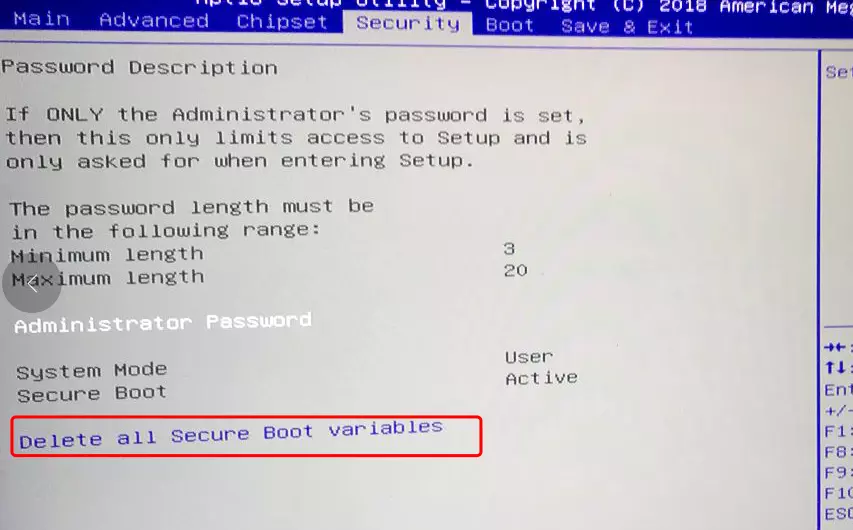 Aptio Setup Utility - Copyright (C) 2018 American Meg
Main Advanced Chipset Security Boot Save & Exit
Password Description
Set
If ONLY the Administrator's password is set,
then this only limits access to Setup and is
only asked for when entering Setup.
The password length must be
in the following range:
Minimum length 3
Maximum length 20
Administrator Password
System Mode User
Secure Boot Active
Delete all Secure Boot variables
→←:
↑↓:
Ent
+/-
F1:
F8:
F9:
F10
ESC